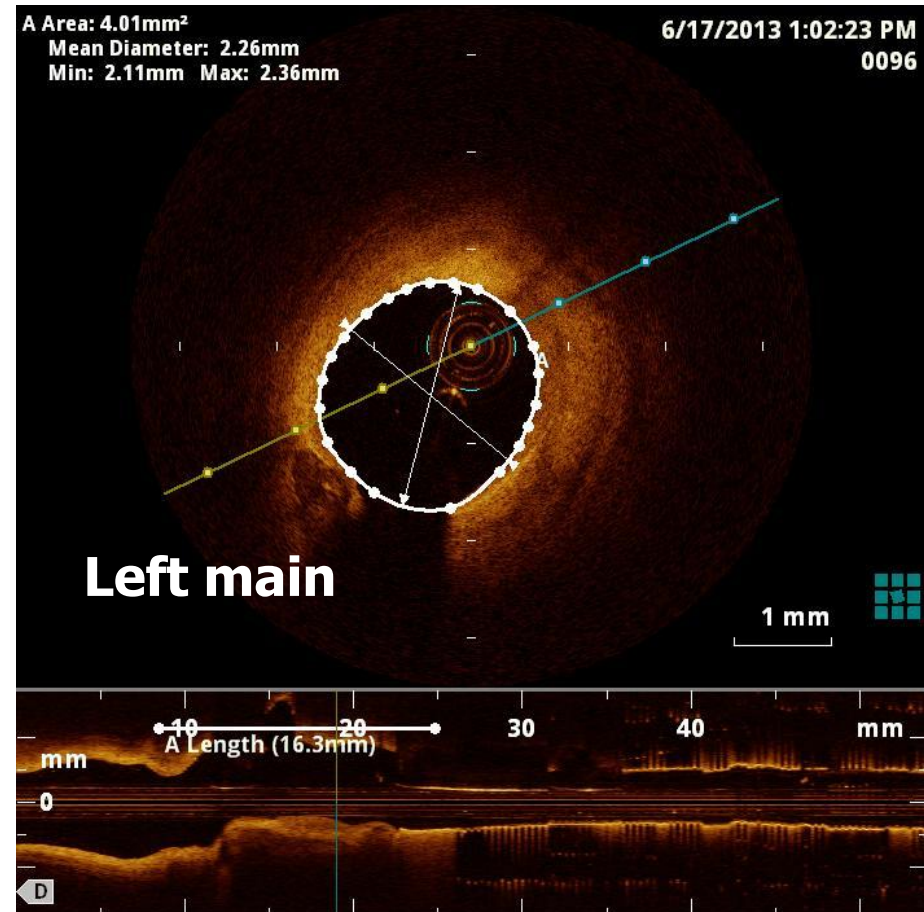 A Area: 4.01mm²
Mean Diameter: 2.26mm
Min: 2.11mm Max: 2.36mm
6/17/2013 1:02:23 PM
0096
A
Left main
1 mm
10 20 30 40 mm
A Length (16.3mm)
mm
0
D